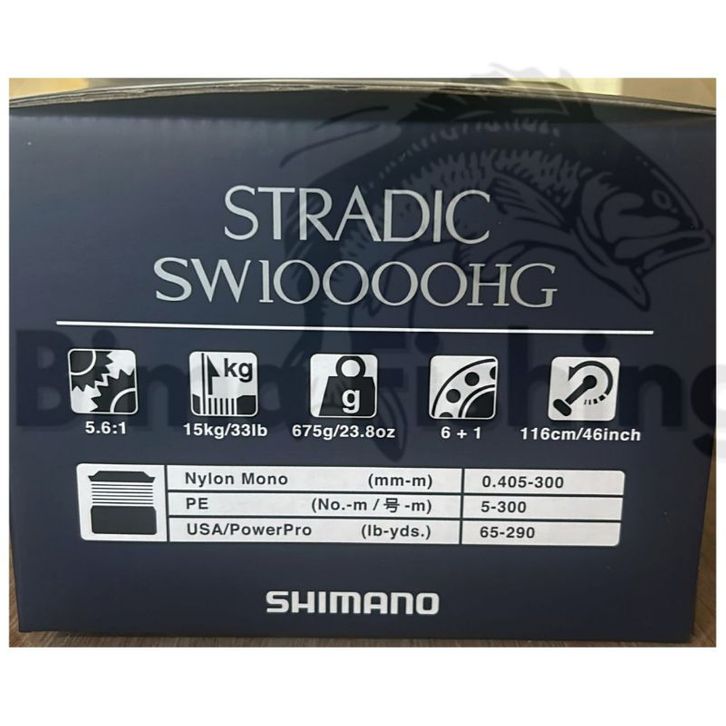 STRADIC
SW10000HG
kg
g
5.6:1
15kg/33lb
675g/23.8oz
6 + 1
116cm/46inch
Nylon Mono (mm-m) 0.405-300
PE (No.-m / 号-m) 5-300
USA/PowerPro (lb-yds.) 65-290
SHIMANO